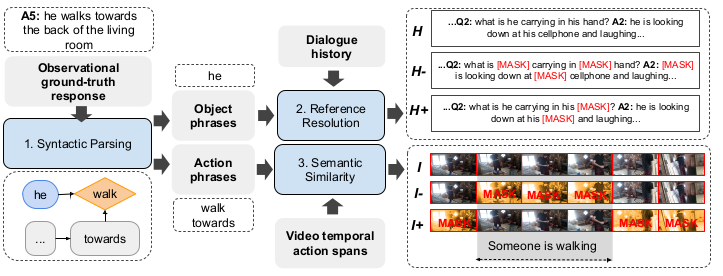 A5: he walks towards
the back of the living
room
Observational
ground-truth
response
1. Syntactic Parsing
he
walk
...
towards
he
Object
phrases
Action
phrases
walk
towards
Dialogue
history
2. Reference
Resolution
3. Semantic
Similarity
Video temporal
action spans
H
...Q2: what is he carrying in his hand? A2: he is looking
down at his cellphone and laughing...
H-
...Q2: what is [MASK] carrying in [MASK] hand? A2: [MASK]
is looking down at [MASK] cellphone and laughing...
H+
...Q2: what is he carrying in his [MASK]? A2: he is looking
down at his [MASK] and laughing...
I
I-
MASK MASK MASK
I+
MASK MASK MASK
Someone is walking